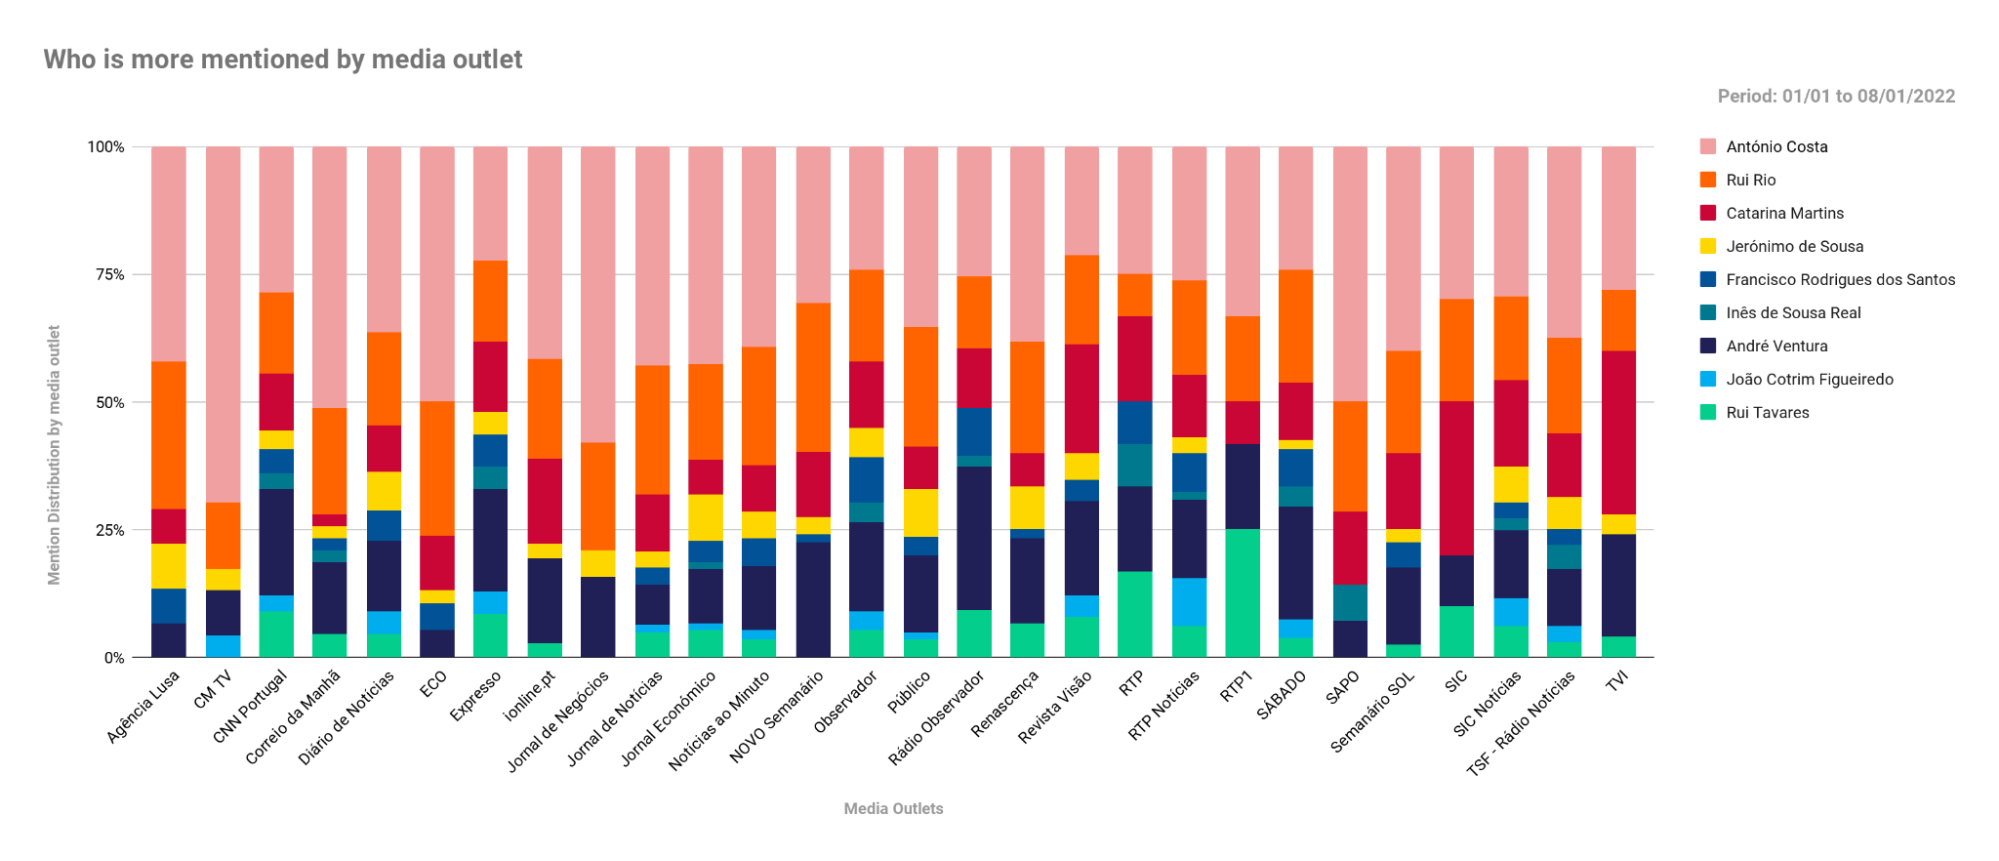 Who is more mentioned by media outlet
Period: 01/01 to 08/01/2022
António Costa
Rui Rio
Catarina Martins
Jerónimo de Sousa
Francisco Rodrigues dos Santos
Inês de Sousa Real
André Ventura
João Cotrim Figueiredo
Rui Tavares
Mention Distribution by media outlet
100%
75%
50%
25%
0%
Agência Lusa
CM TV
CNN Portugal
Correio da Manhã
Diário de Notícias
ECO
Expresso
ionline.pt
Jornal de Negócios
Jornal de Notícias
Jornal Económico
Notícias ao Minuto
NOVO Semanário
Observador
Público
Rádio Observador
Renascença
Revista Visão
RTP
RTP Notícias
RTP1
SÁBADO
SAPO
Semanário SOL
SIC
SIC Notícias
TSF - Rádio Notícias
TVI
Media Outlets